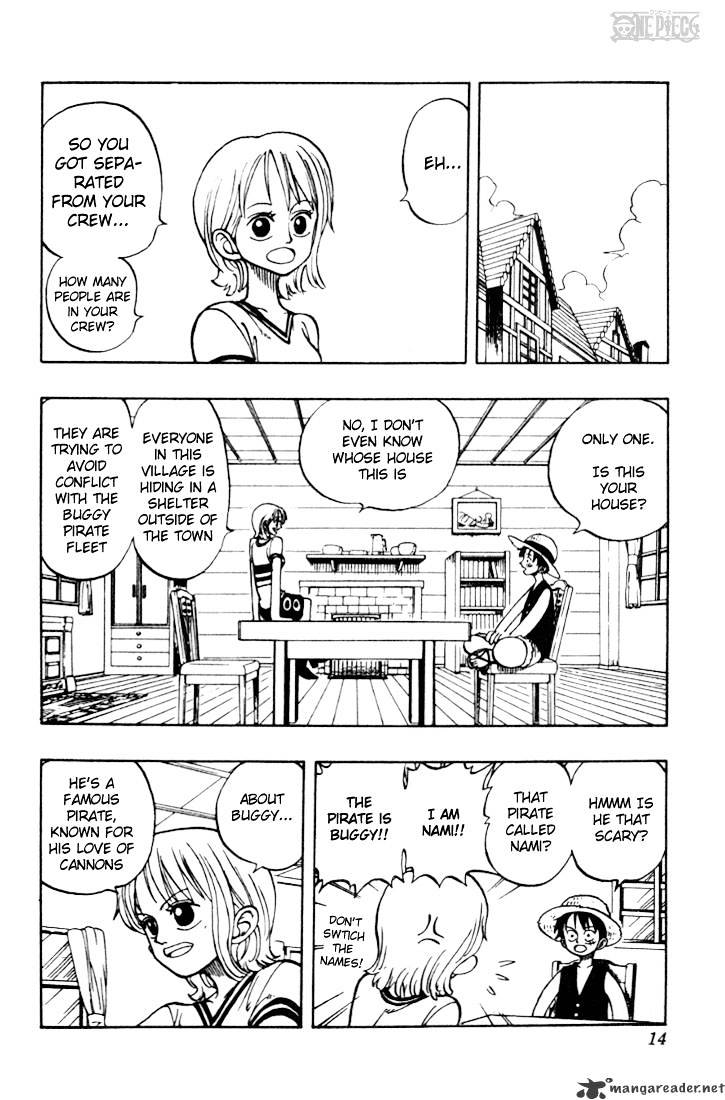 ONE PIECE
EH...
SO YOU
GOT SEPA-
RATED
FROM YOUR
CREW...
HOW MANY
PEOPLE ARE
IN YOUR
CREW?
ONLY ONE.
IS THIS
YOUR
HOUSE?
NO, I DON'T
EVEN KNOW
WHOSE HOUSE
THIS IS
EVERYONE
IN THIS
VILLAGE IS
HIDING IN A
SHELTER
OUTSIDE OF
THE TOWN
THEY ARE
TRYING TO
AVOID
CONFLICT
WITH THE
BUGGY
PIRATE
FLEET
HMMM IS
HE THAT
SCARY?
THAT
PIRATE
CALLED
NAMI?
I AM
NAMI!!
THE
PIRATE IS
BUGGY!!
DON'T
SWTICH
THE
NAMES!
ABOUT
BUGGY...
HE'S A
FAMOUS
PIRATE,
KNOWN FOR
HIS LOVE OF
CANNONS
14
mangareader.net